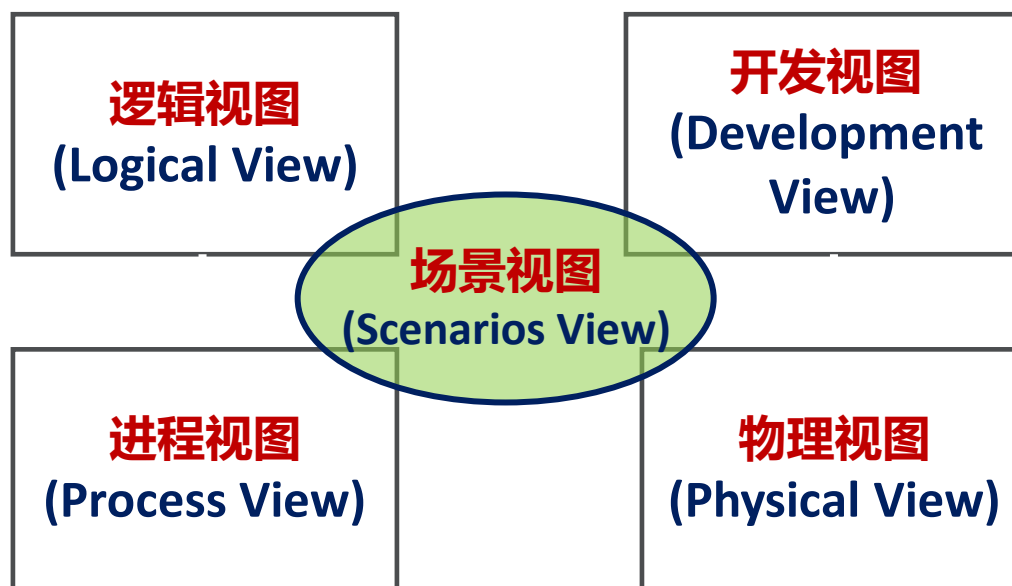 逻辑视图
(Logical View)
开发视图
(Development
View)
场景视图
(Scenarios View)
进程视图
(Process View)
物理视图
(Physical View)